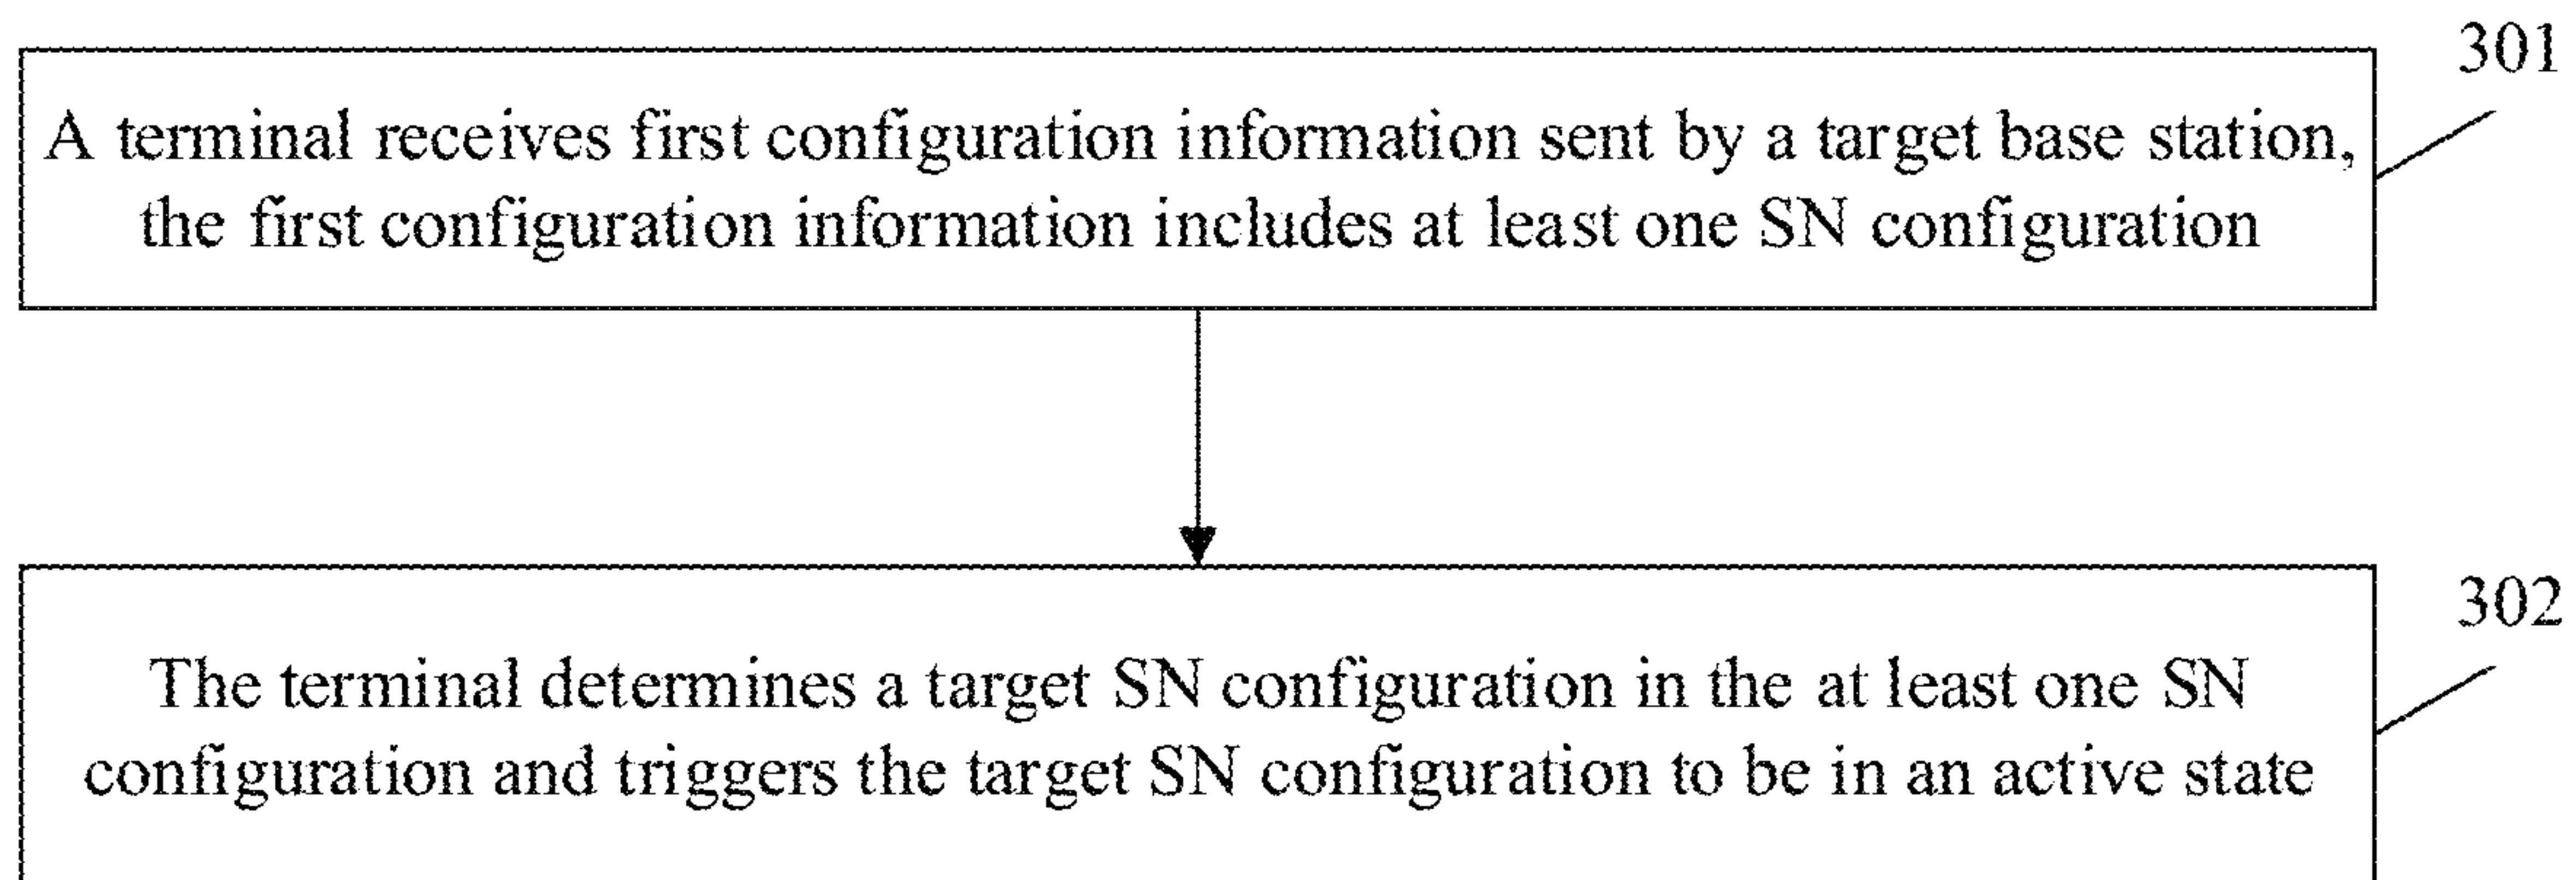 301
A terminal receives first configuration information sent by a target base station,
the first configuration information includes at least one SN configuration
302
The terminal determines a target SN configuration in the at least one SN
configuration and triggers the target SN configuration to be in an active state